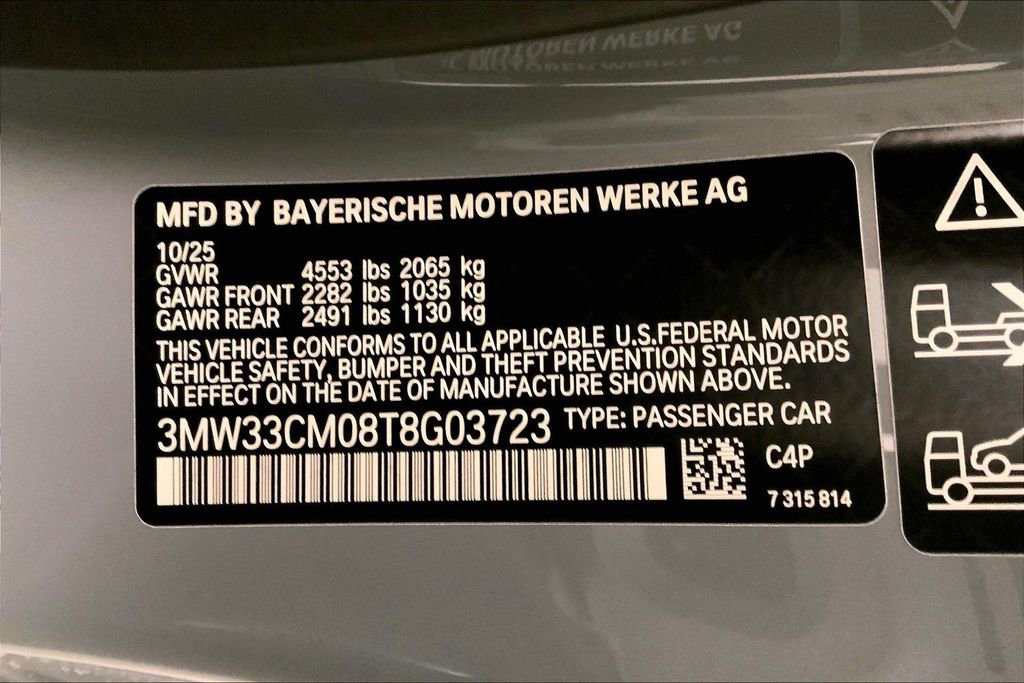 MFD BY BAYERISCHE MOTOREN WERKE AG
10/25
GVWR 4553 lbs 2065 kg
GAWR FRONT 2282 lbs 1035 kg
GAWR REAR 2491 lbs 1130 kg
THIS VEHICLE CONFORMS TO ALL APPLICABLE U.S.FEDERAL MOTOR
VEHICLE SAFETY, BUMPER AND THEFT PREVENTION STANDARDS
IN EFFECT ON THE DATE OF MANUFACTURE SHOWN ABOVE.
3MW33CM08T8G03723 TYPE: PASSENGER CAR
C4P
7 315 814